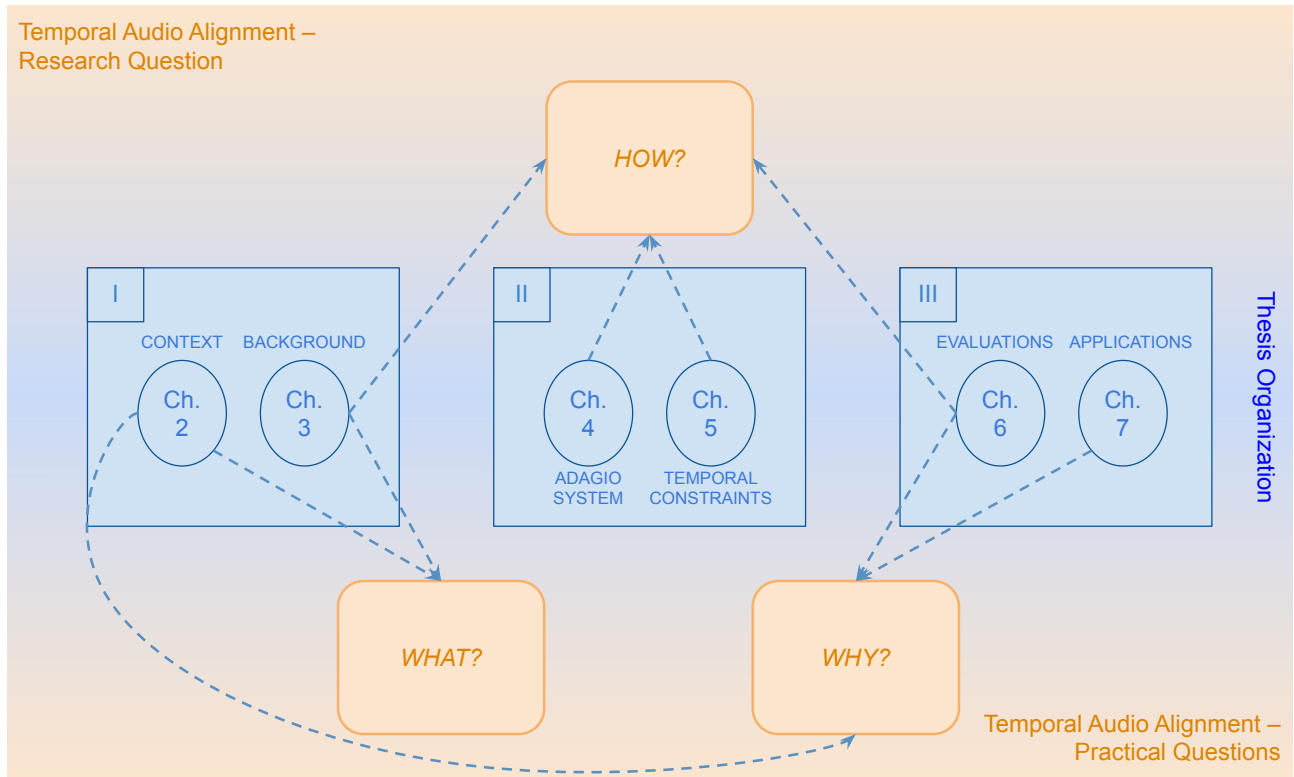 Temporal Audio Alignment –
Research Question
HOW?
I
II
III
CONTEXT
BACKGROUND
EVALUATIONS
APPLICATIONS
Ch.
2
Ch.
3
Ch.
4
Ch.
5
Ch.
6
Ch.
7
ADAGIO
SYSTEM
TEMPORAL
CONSTRAINTS
Thesis Organization
WHAT?
WHY?
Temporal Audio Alignment –
Practical Questions